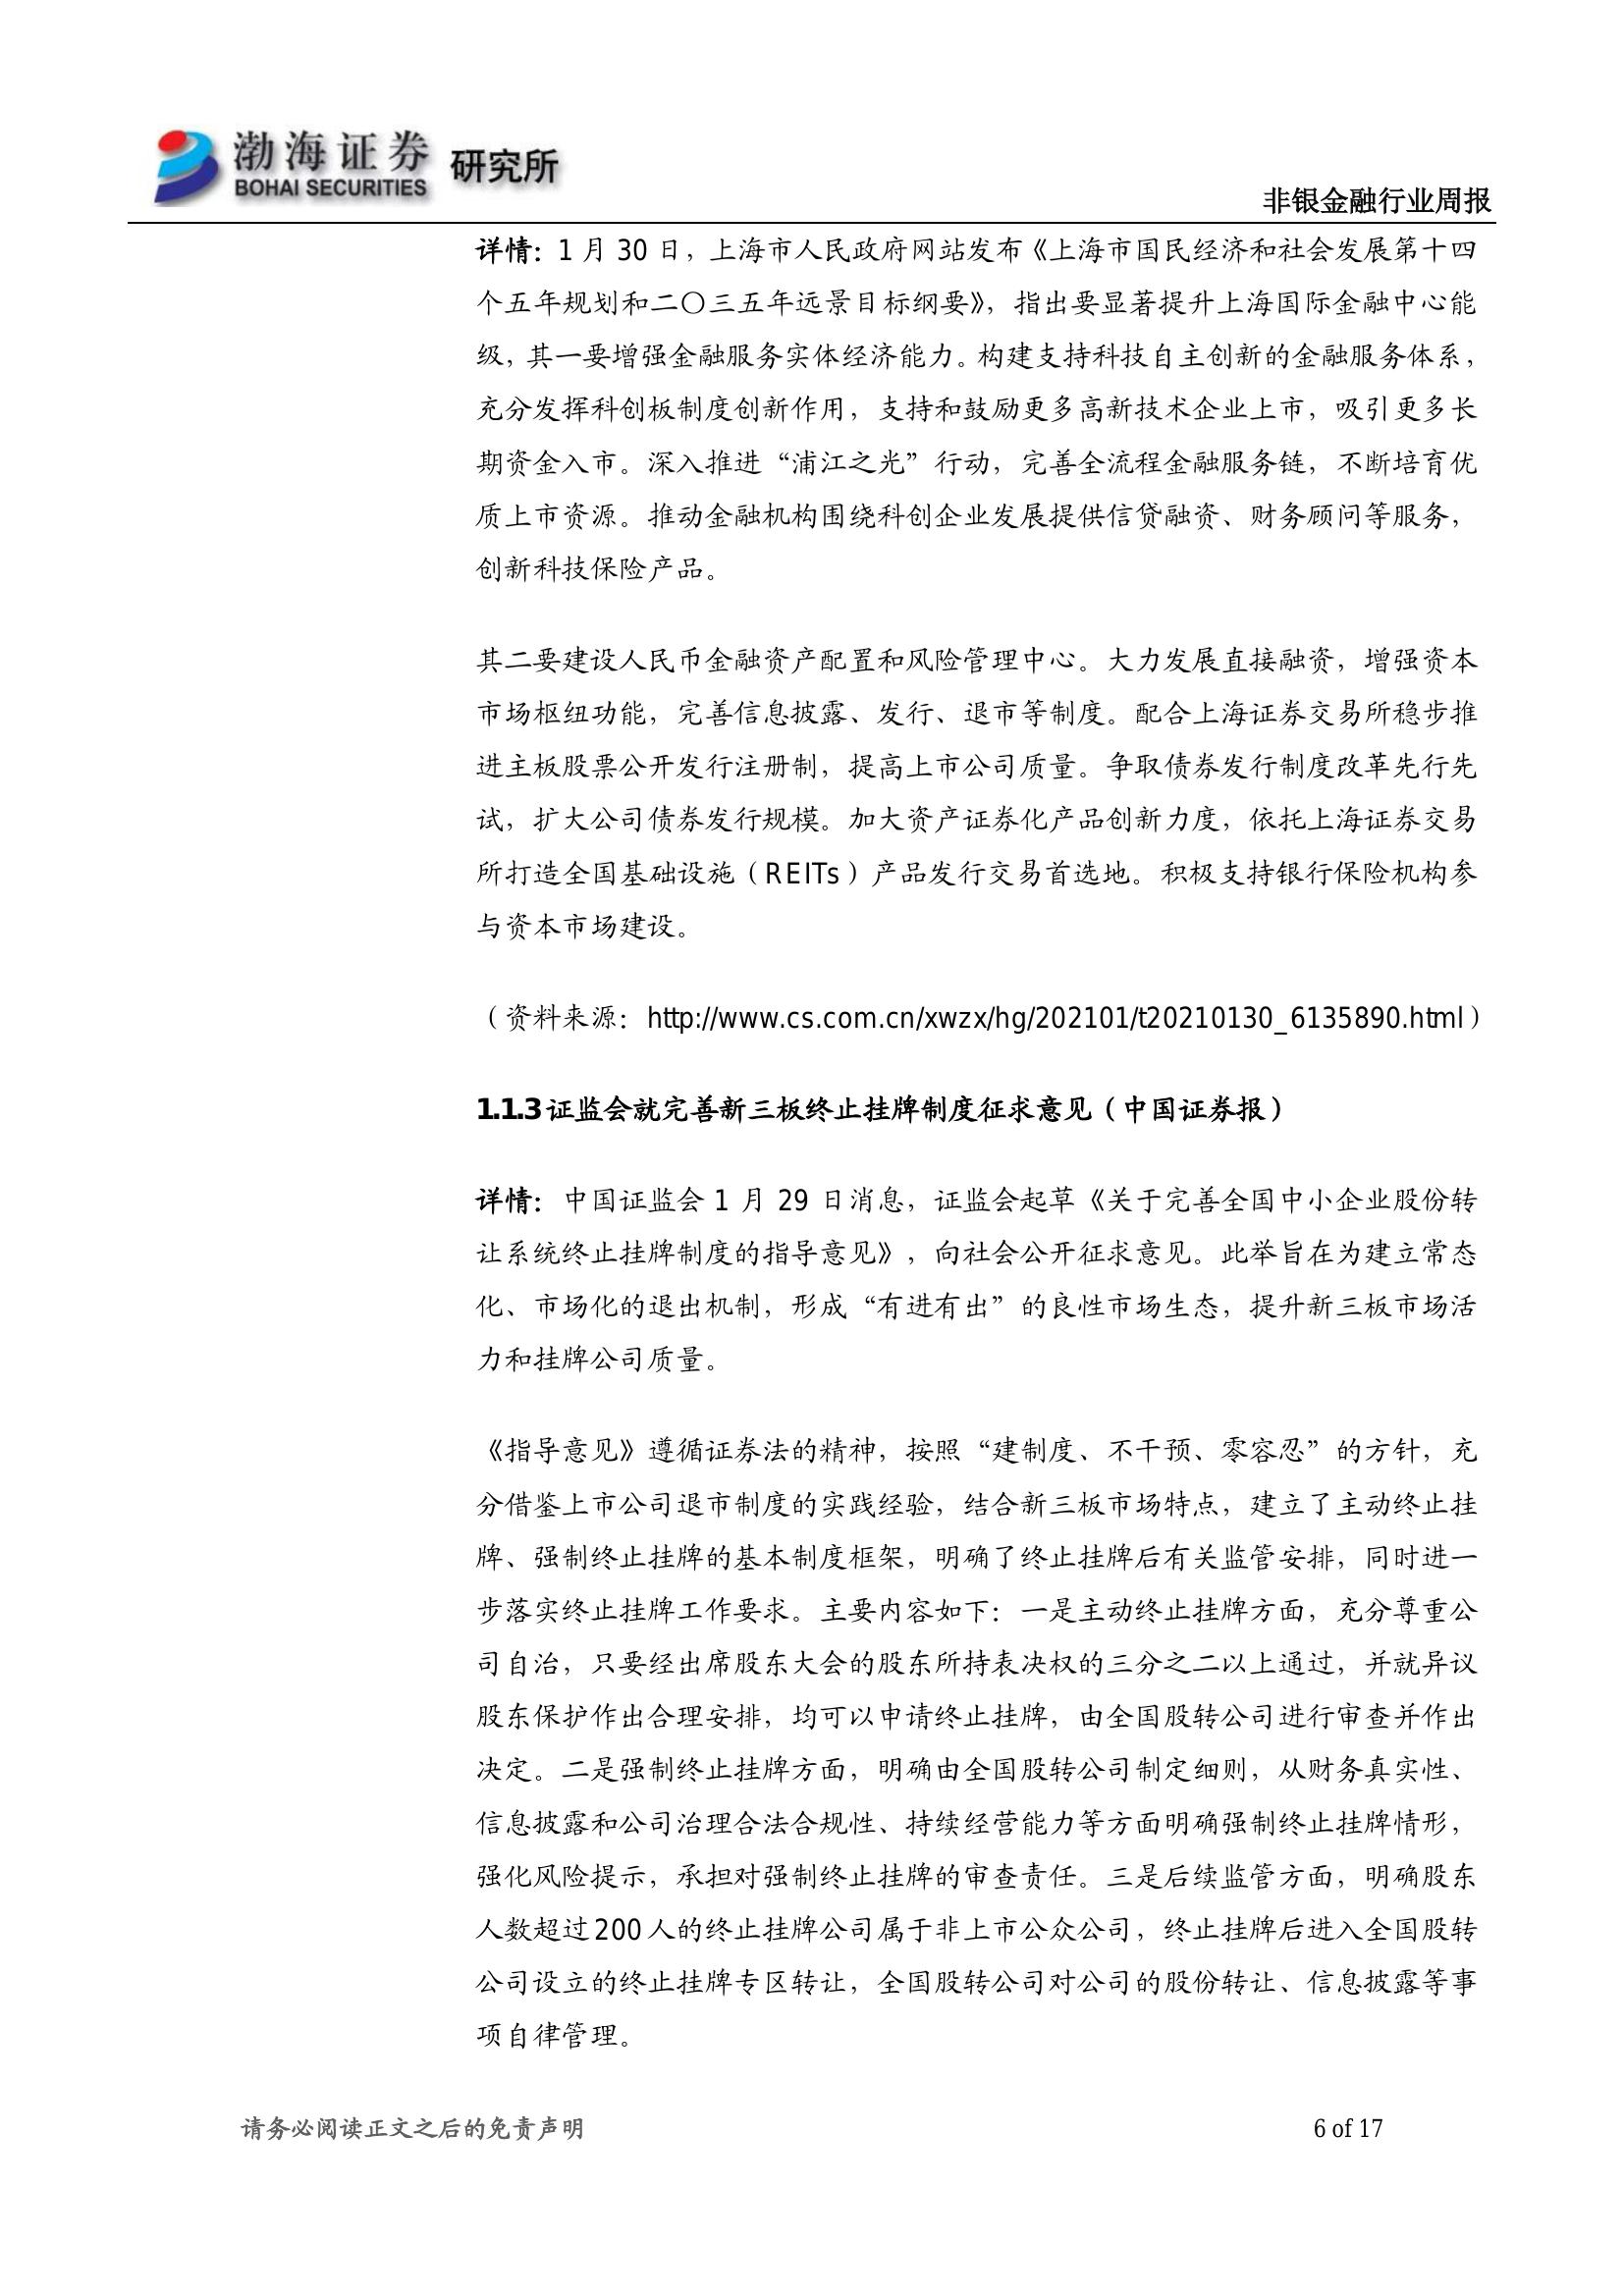 渤海证券 研究所
BOHAI SECURITIES
非银金融行业周报
详情：1 月 30 日，上海市人民政府网站发布《上海市国民经济和社会发展第十四
个五年规划和二〇三五年远景目标纲要》，指出要显著提升上海国际金融中心能
级，其一要增强金融服务实体经济能力。构建支持科技自主创新的金融服务体系，
充分发挥科创板制度创新作用，支持和鼓励更多高新技术企业上市，吸引更多长
期资金入市。深入推进“浦江之光”行动，完善全流程金融服务链，不断培育优
质上市资源。推动金融机构围绕科创企业发展提供信贷融资、财务顾问等服务，
创新科技保险产品。
其二要建设人民币金融资产配置和风险管理中心。大力发展直接融资，增强资本
市场枢纽功能，完善信息披露、发行、退市等制度。配合上海证券交易所稳步推
进主板股票公开发行注册制，提高上市公司质量。争取债券发行制度改革先行先
试，扩大公司债券发行规模。加大资产证券化产品创新力度，依托上海证券交易
所打造全国基础设施（REITs）产品发行交易首选地。积极支持银行保险机构参
与资本市场建设。
（资料来源：http://www.cs.com.cn/xwzx/hg/202101/t20210130_6135890.html）
1.1.3 证监会就完善新三板终止挂牌制度征求意见（中国证券报）
详情：中国证监会 1 月 29 日消息，证监会起草《关于完善全国中小企业股份转
让系统终止挂牌制度的指导意见》，向社会公开征求意见。此举旨在为建立常态
化、市场化的退出机制，形成“有进有出”的良性市场生态，提升新三板市场活
力和挂牌公司质量。
《指导意见》遵循证券法的精神，按照“建制度、不干预、零容忍”的方针，充
分借鉴上市公司退市制度的实践经验，结合新三板市场特点，建立了主动终止挂
牌、强制终止挂牌的基本制度框架，明确了终止挂牌后有关监管安排，同时进一
步落实终止挂牌工作要求。主要内容如下：一是主动终止挂牌方面，充分尊重公
司自治，只要经出席股东大会的股东所持表决权的三分之二以上通过，并就异议
股东保护作出合理安排，均可以申请终止挂牌，由全国股转公司进行审查并作出
决定。二是强制终止挂牌方面，明确由全国股转公司制定细则，从财务真实性、
信息披露和公司治理合法合规性、持续经营能力等方面明确强制终止挂牌情形，
强化风险提示，承担对强制终止挂牌的审查责任。三是后续监管方面，明确股东
人数超过 200 人的终止挂牌公司属于非上市公众公司，终止挂牌后进入全国股转
公司设立的终止挂牌专区转让，全国股转公司对公司的股份转让、信息披露等事
项自律管理。
请务必阅读正文之后的免责声明
6 of 17